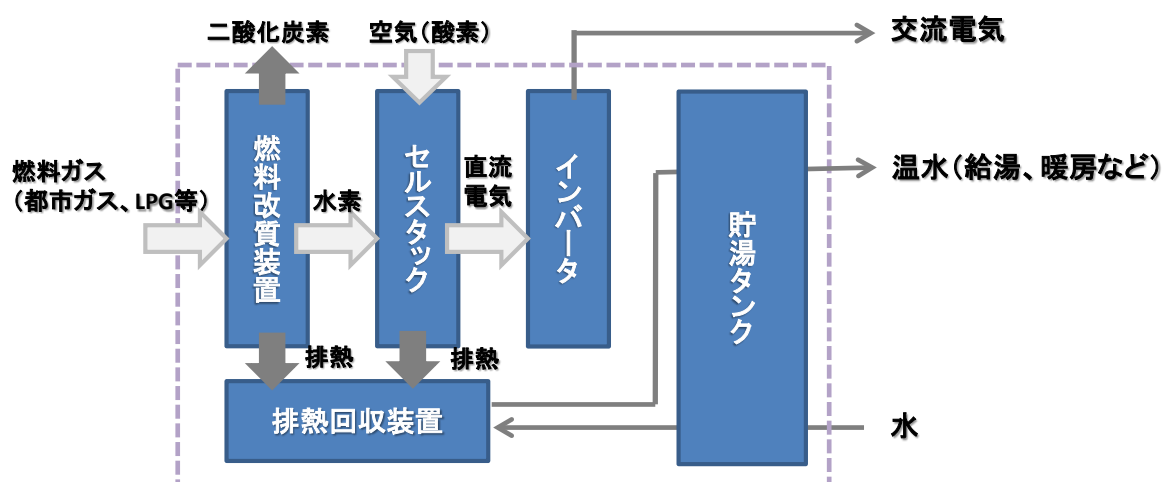 二酸化炭素
空気(酸素)
交流電気
燃料ガス
(都市ガス、LPG等)
燃料改質装置
水素
セルスタック
直流
電気
インバータ
貯湯タンク
温水(給湯、暖房など)
排熱
排熱
排熱回収装置
水